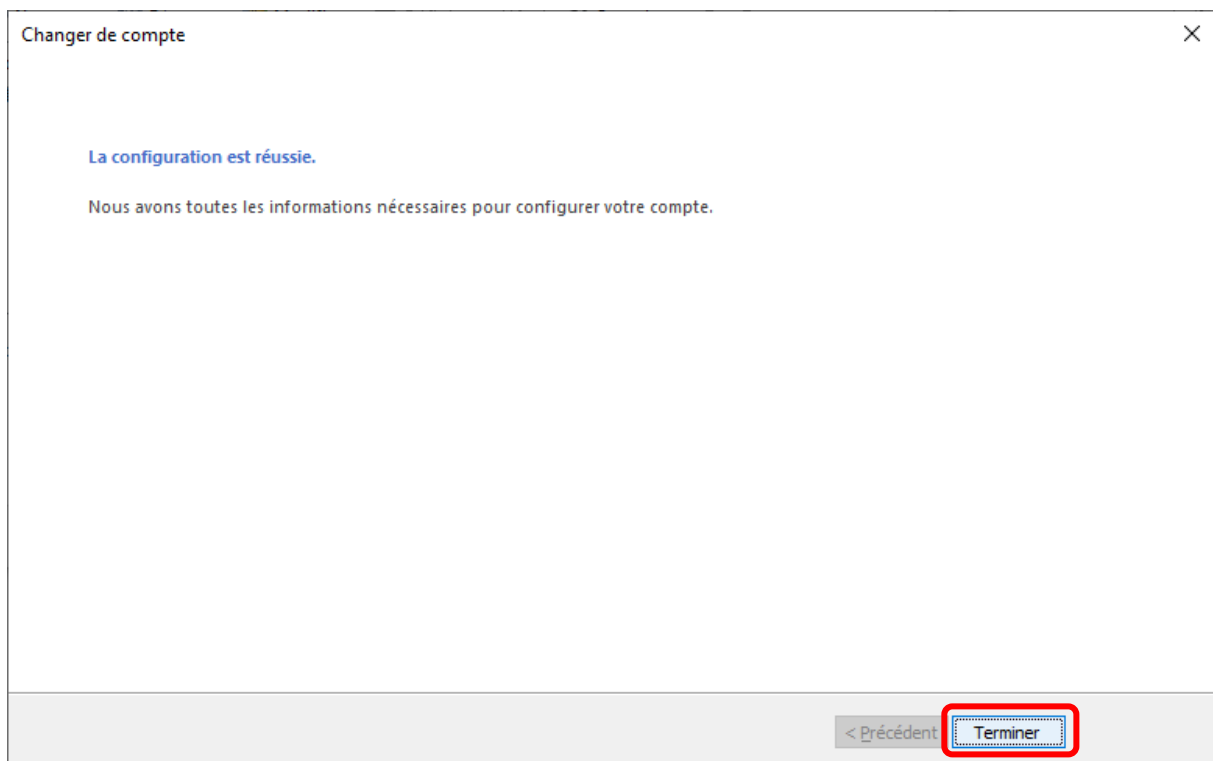 Changer de compte
La configuration est réussie.
Nous avons toutes les informations nécessaires pour configurer votre compte.
< Précédent
Terminer